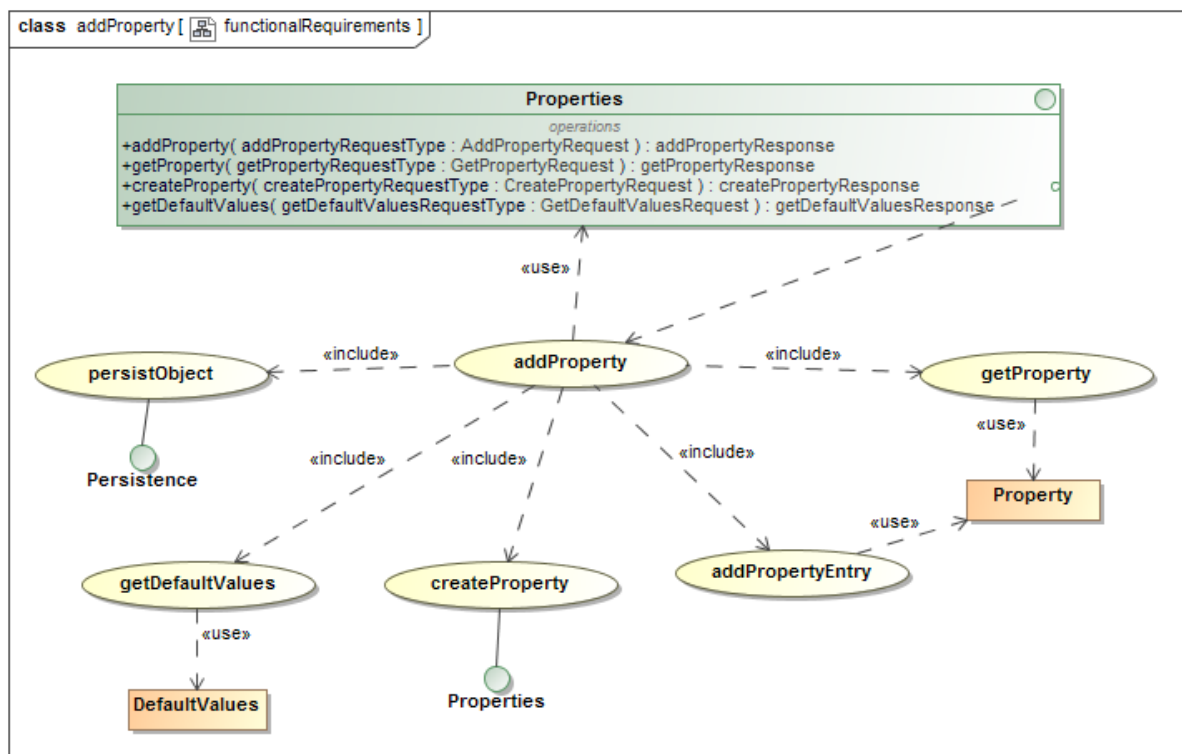 class addProperty [ functionalRequirements ]
Properties
operations
+addProperty( addPropertyRequestType : AddPropertyRequest ) : addPropertyResponse
+getProperty( getPropertyRequestType : GetPropertyRequest ) : getPropertyResponse
+createProperty( createPropertyRequestType : CreatePropertyRequest ) : createPropertyResponse
+getDefaultValues( getDefaultValuesRequestType : GetDefaultValuesRequest ) : getDefaultValuesResponse
«use»
«include»
«include»
persistObject
addProperty
getProperty
«use»
«include»
«include»
«include»
Persistence
Property
«use»
getDefaultValues
createProperty
addPropertyEntry
«use»
DefaultValues
Properties